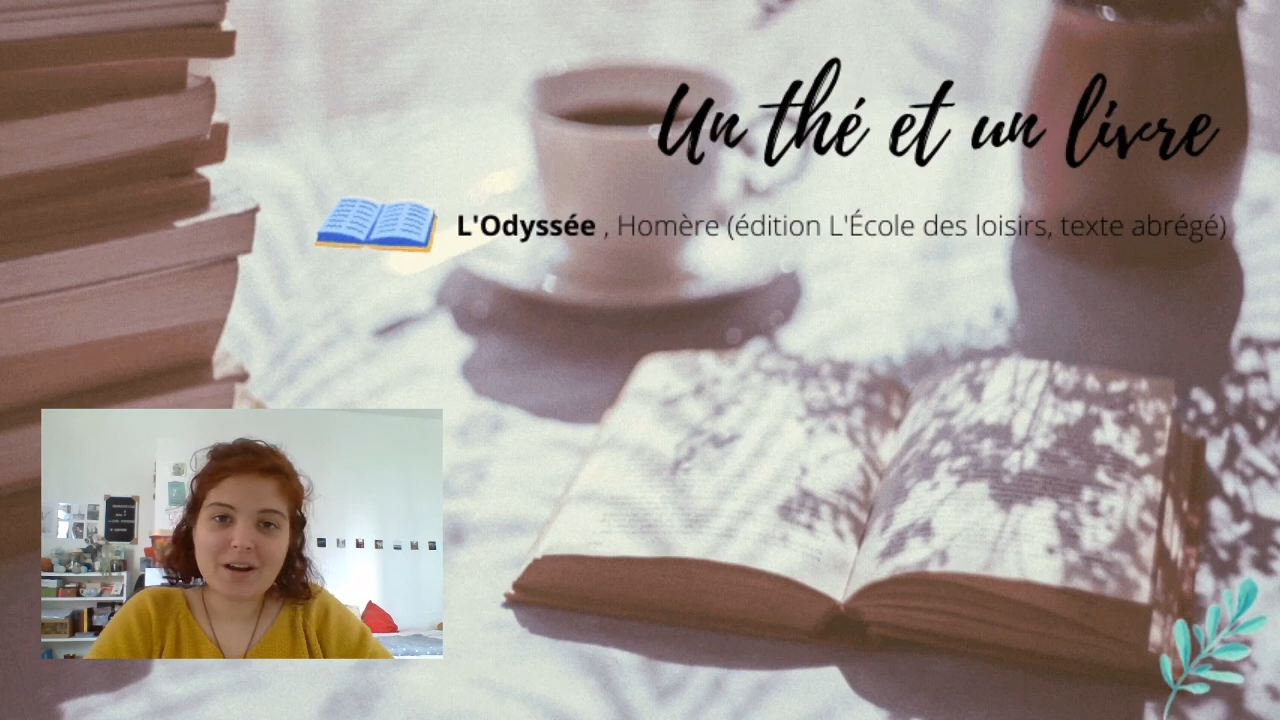 Un thé et un livre
L'Odyssée , Homère (édition L'École des loisirs, texte abrégé)